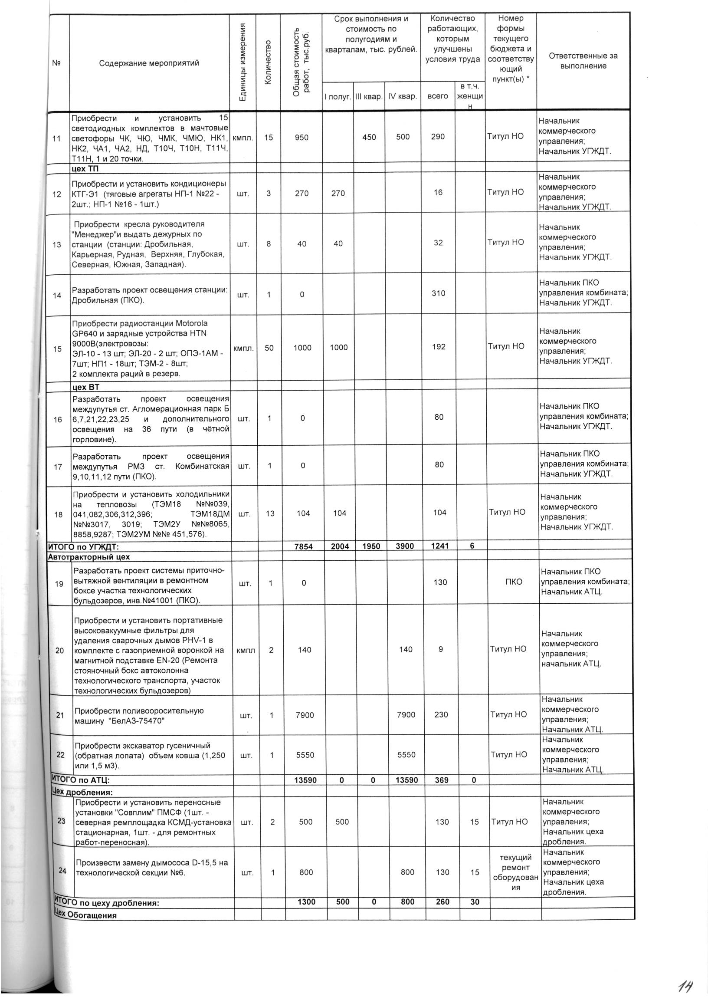 №
Содержание мероприятий
Единицы измерения
Количество
Общая стоимость
работ, тыс.руб.
Срок выполнения и
стоимость по
полугодиям и
кварталам, тыс. рублей.
I полуг.
III квар.
IV квар.
Количество
работающих,
которым
улучшены
условия труда
всего
в т.ч.
женщи
н
Номер
формы
текущего
бюджета и
соответству
ющий
пункт(ы) *
Ответственные за
выполнение
11
Приобрести и установить 15
светодиодных комплектов в мачтовые
светофоры ЧК, ЧЮ, ЧМК, ЧМЮ, НК1,
НК2, ЧА1, ЧА2, НД, Т10Ч, Т10Н, Т11Ч,
Т11Н, 1 и 20 точки.
кмпл.
15
950
450
500
290
Титул НО
Начальник
коммерческого
управления;
Начальник УГЖДТ.
цех ТП
12
Приобрести и установить кондиционеры
КТГ-Э1 (тяговые агрегаты НП-1 №22 -
2шт.; НП-1 №16 - 1шт.)
шт.
3
270
270
16
Титул НО
Начальник
коммерческого
управления;
Начальник УГЖДТ.
13
Приобрести кресла руководителя
"Менеджер"и выдать дежурных по
станции (станции: Дробильная,
Карьерная, Рудная, Верхняя, Глубокая,
Северная, Южная, Западная).
шт.
8
40
40
32
Титул НО
Начальник
коммерческого
управления;
Начальник УГЖДТ.
14
Разработать проект освещения станции:
Дробильная (ПКО).
шт.
1
0
310
Начальник ПКО
управления комбината;
Начальник УГЖДТ.
15
Приобрести радиостанции Motorola
GP640 и зарядные устройства HTN
9000В(электровозы:
ЭЛ-10 - 13 шт; ЭЛ-20 - 2 шт; ОПЭ-1АМ -
7шт; НП1 - 18шт; ТЭМ-2 - 8шт;
2 комплекта раций в резерв.
кмпл.
50
1000
1000
192
Титул НО
Начальник
коммерческого
управления;
Начальник УГЖДТ.
цех ВТ
16
Разработать проект освещения
междупутья ст. Агломерационная парк Б
6,7,21,22,23,25 и дополнительного
освещения на 36 пути (в чётной
горловине).
шт.
1
0
80
Начальник ПКО
управления комбината;
Начальник УГЖДТ.
17
Разработать проект освещения
междупутья РМЗ ст. Комбинатская
9,10,11,12 пути (ПКО).
шт.
1
0
80
Начальник ПКО
управления комбината;
Начальник УГЖДТ.
18
Приобрести и установить холодильники
на тепловозы (ТЭМ18 №№039,
041,082,306,312,396; ТЭМ18ДМ
№№3017, 3019; ТЭМ2У №№8065,
8858,9287; ТЭМ2УМ №№ 451,576).
шт.
13
104
104
104
Титул НО
Начальник
коммерческого
управления;
Начальник УГЖДТ.
ИТОГО по УГЖДТ:
7854
2004
1950
3900
1241
6
Автотракторный цех
19
Разработать проект системы приточно-
вытяжной вентиляции в ремонтном
боксе участка технологических
бульдозеров, инв.№41001 (ПКО).
шт.
1
0
130
ПКО
Начальник ПКО
управления комбината;
Начальник АТЦ.
20
Приобрести и установить портативные
высоковакуумные фильтры для
удаления сварочных дымов PHV-1 в
комплекте с газоприемной воронкой на
магнитной подставке EN-20 (Ремонта
стояночный бокс автоколонна
технологического транспорта, участок
технологических бульдозеров)
кмпл
2
140
140
9
Титул НО
Начальник
коммерческого
управления;
начальник АТЦ.
21
Приобрести поливооросительную
машину "БелАЗ-75470"
шт.
1
7900
7900
230
Титул НО
Начальник
коммерческого
управления;
Начальник АТЦ.
22
Приобрести экскаватор гусеничный
(обратная лопата) объем ковша (1,250
или 1,5 м3).
шт.
1
5550
5550
Титул НО
Начальник
коммерческого
управления;
Начальник АТЦ.
ИТОГО по АТЦ:
13590
0
0
13590
369
0
Цех дробления:
23
Приобрести и установить переносные
установки "Совплим" ПМСФ (1шт. -
северная ремплощадка КСМД-установка
стационарная, 1шт. - для ремонтных
работ-переносная).
шт.
2
500
500
130
15
Титул НО
Начальник
коммерческого
управления;
Начальник цеха
дробления.
24
Произвести замену дымососа D-15,5 на
технологической секции №6.
шт.
1
800
800
130
15
текущий
ремонт
оборудован
ия
Начальник
коммерческого
управления;
Начальник цеха
дробления.
ИТОГО по цеху дробления:
1300
500
0
800
260
30
Цех Обогащения
14